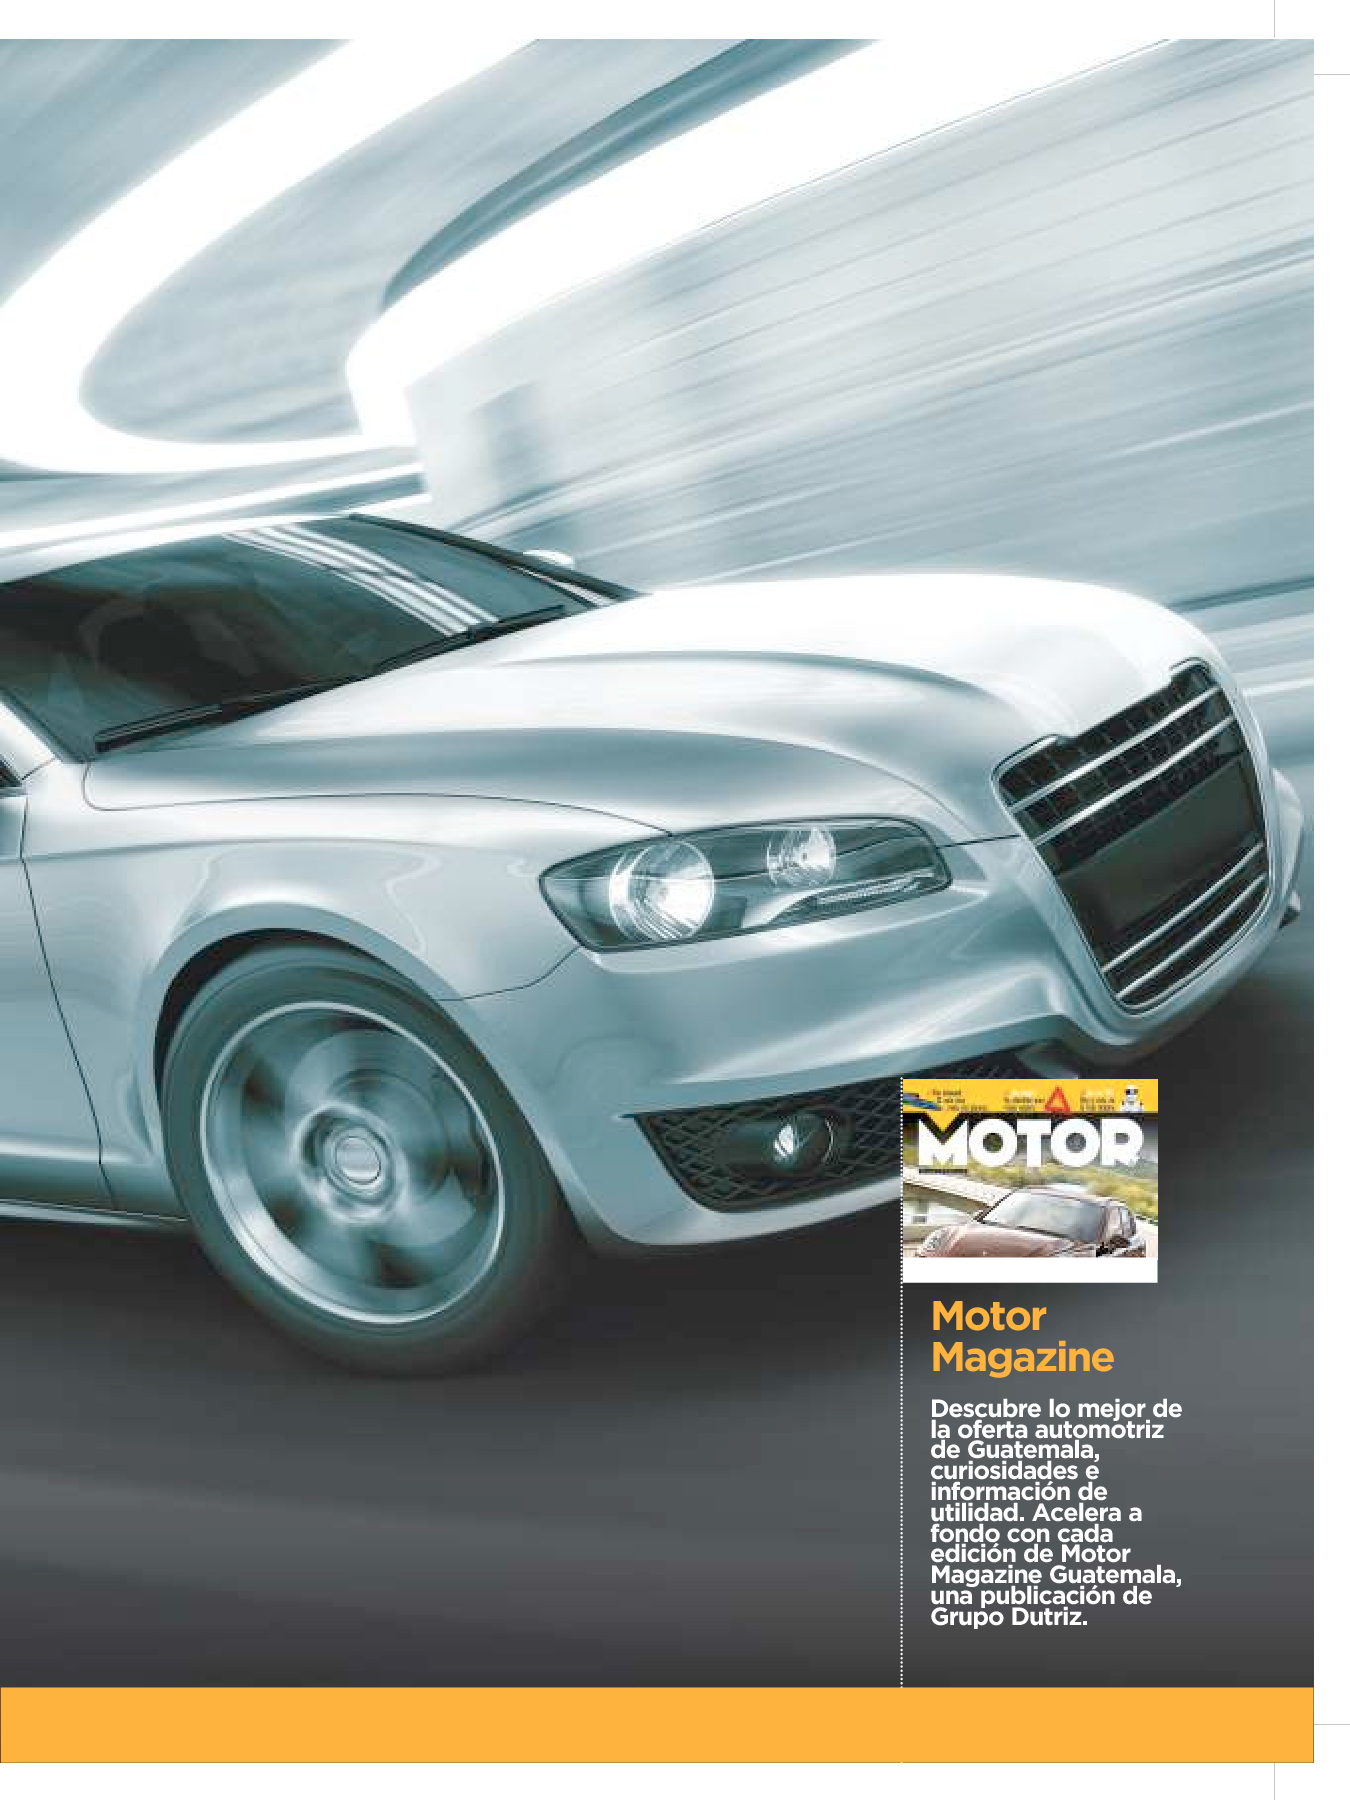 MOTOR
Motor
Magazine
Descubre lo mejor de
la oferta automotriz
de Guatemala,
curiosidades e
información de
utilidad. Acelera a
fondo con cada
edición de Motor
Magazine Guatemala,
una publicación de
Grupo Dutriz.